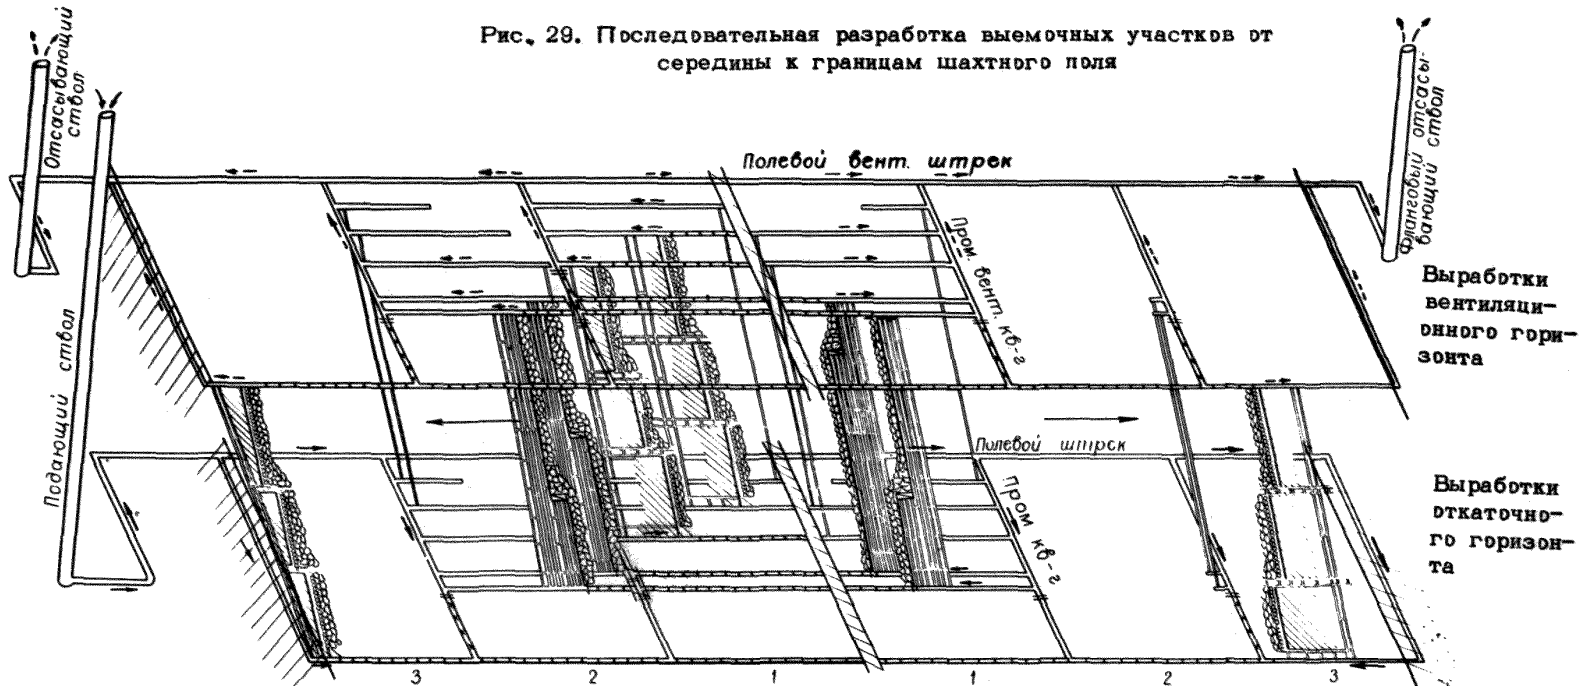 Рис. 29. Последовательная разработка выемочных участков от
середины к границам шахтного поля
Отсасывающий
ствол
Подающий ствол
Полевой вент. штрек
Фланговый отсасы-
вающий ствол
Пром. вент. кв-г
Выработки
вентиляци-
онного гори-
зонта
Полевой штрек
Пром кв-г
Выработки
откаточно-
го горизон-
та
3 2 1 1 2 3